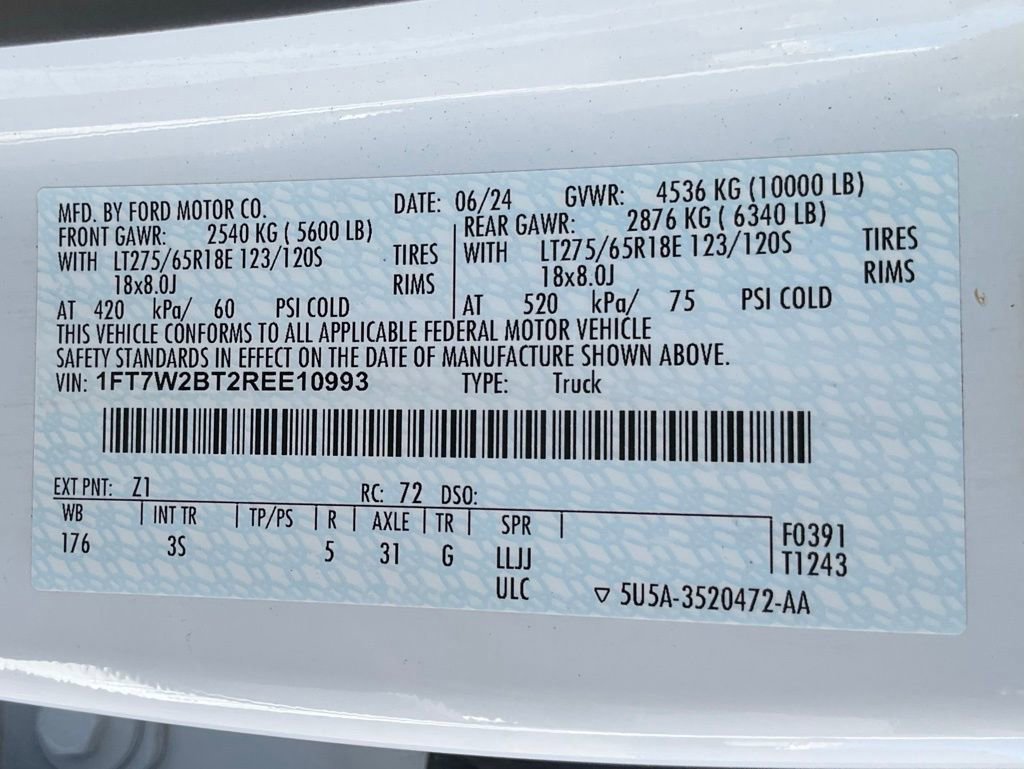 MFD. BY FORD MOTOR CO. DATE: 06/24 GVWR: 4536 KG (10000 LB)
FRONT GAWR: 2540 KG ( 5600 LB) REAR GAWR: 2876 KG ( 6340 LB)
WITH LT275/65R18E 123/120S TIRES WITH LT275/65R18E 123/120S TIRES
18x8.0J RIMS 18x8.0J RIMS
AT 420 kPa/ 60 PSI COLD AT 520 kPa/ 75 PSI COLD
THIS VEHICLE CONFORMS TO ALL APPLICABLE FEDERAL MOTOR VEHICLE
SAFETY STANDARDS IN EFFECT ON THE DATE OF MANUFACTURE SHOWN ABOVE.
VIN: 1FT7W2BT2REE10993 TYPE: Truck
EXT PNT: Z1 RC: 72 DSO:
WB INT TR TP/PS R AXLE TR SPR F0391
176 3S 5 31 G LLJJ T1243
ULC ▽ 5U5A-3520472-AA